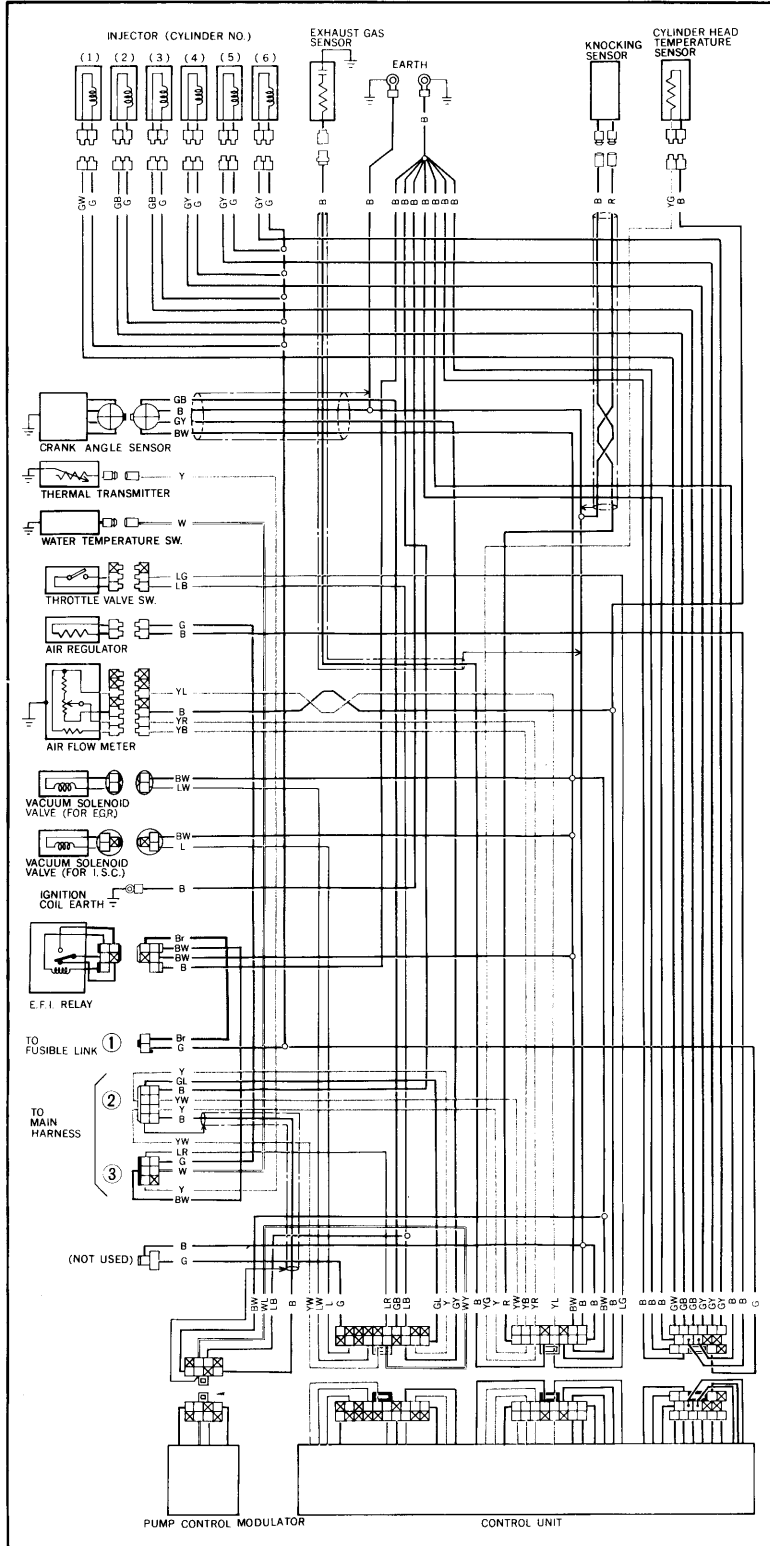 INJECTOR (CYLINDER NO.)
(1) (2) (3) (4) (5) (6)
EXHAUST GAS
SENSOR
EARTH
KNOCKING
SENSOR
CYLINDER HEAD
TEMPERATURE
SENSOR
B
GW G GB G GB G GY G GY G GY G
B
B
B B B B B B B
B R
YG B
GB
B
GY
BW
CRANK ANGLE SENSOR
Y
THERMAL TRANSMITTER
W
WATER TEMPERATURE SW.
LG
LB
THROTTLE VALVE SW.
G
B
AIR REGULATOR
YL
B
YR
YB
AIR FLOW METER
BW
LW
VACUUM SOLENOID
VALVE (FOR E.G.R.)
BW
L
VACUUM SOLENOID
VALVE (FOR I.S.C.)
B
IGNITION
COIL EARTH
Br
BW
BW
B
E.F.I. RELAY
TO
FUSIBLE LINK
1
Br
G
TO
MAIN
HARNESS
2
Y
GL
B
YW
Y
B
3
YW
LR
G
W
Y
BW
(NOT USED)
B
G
BW WL LB B YW LW L G LR GB LB GL Y GY WY B YG Y R YW YB YR YL BW B B BW B LG B B B GW GB GB GY GY GY B B G
PUMP CONTROL MODULATOR
CONTROL UNIT